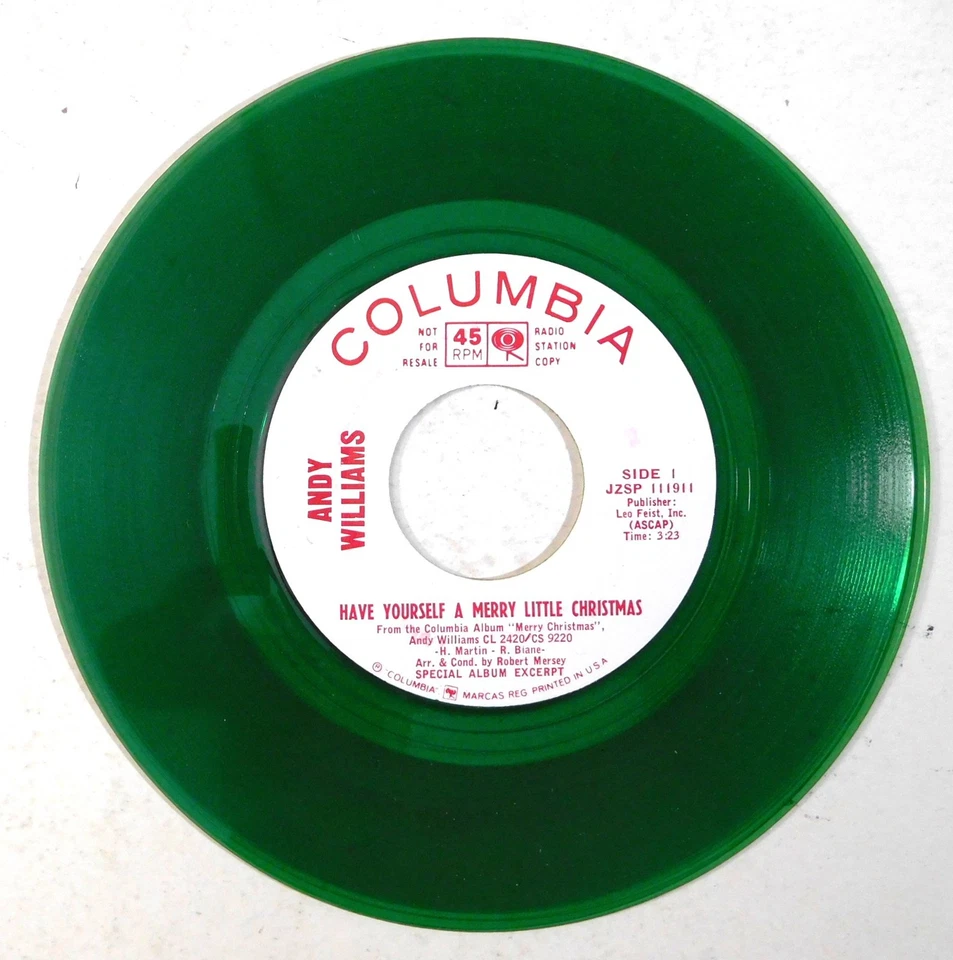 COLUMBIA
NOT
FOR
RESALE
45
RPM
RADIO
STATION
COPY
ANDY
WILLIAMS
SIDE 1
JZSP 111911
Publisher:
Leo Feist, Inc.
(ASCAP)
Time: 3:23
HAVE YOURSELF A MERRY LITTLE CHRISTMAS
From the Columbia Album "Merry Christmas",
Andy Williams CL 2420/CS 9220
-H. Martin - R. Biane-
Arr. & Cond. by Robert Mersey
SPECIAL ALBUM EXCERPT
® "COLUMBIA" MARCAS REG. PRINTED IN U.S.A.